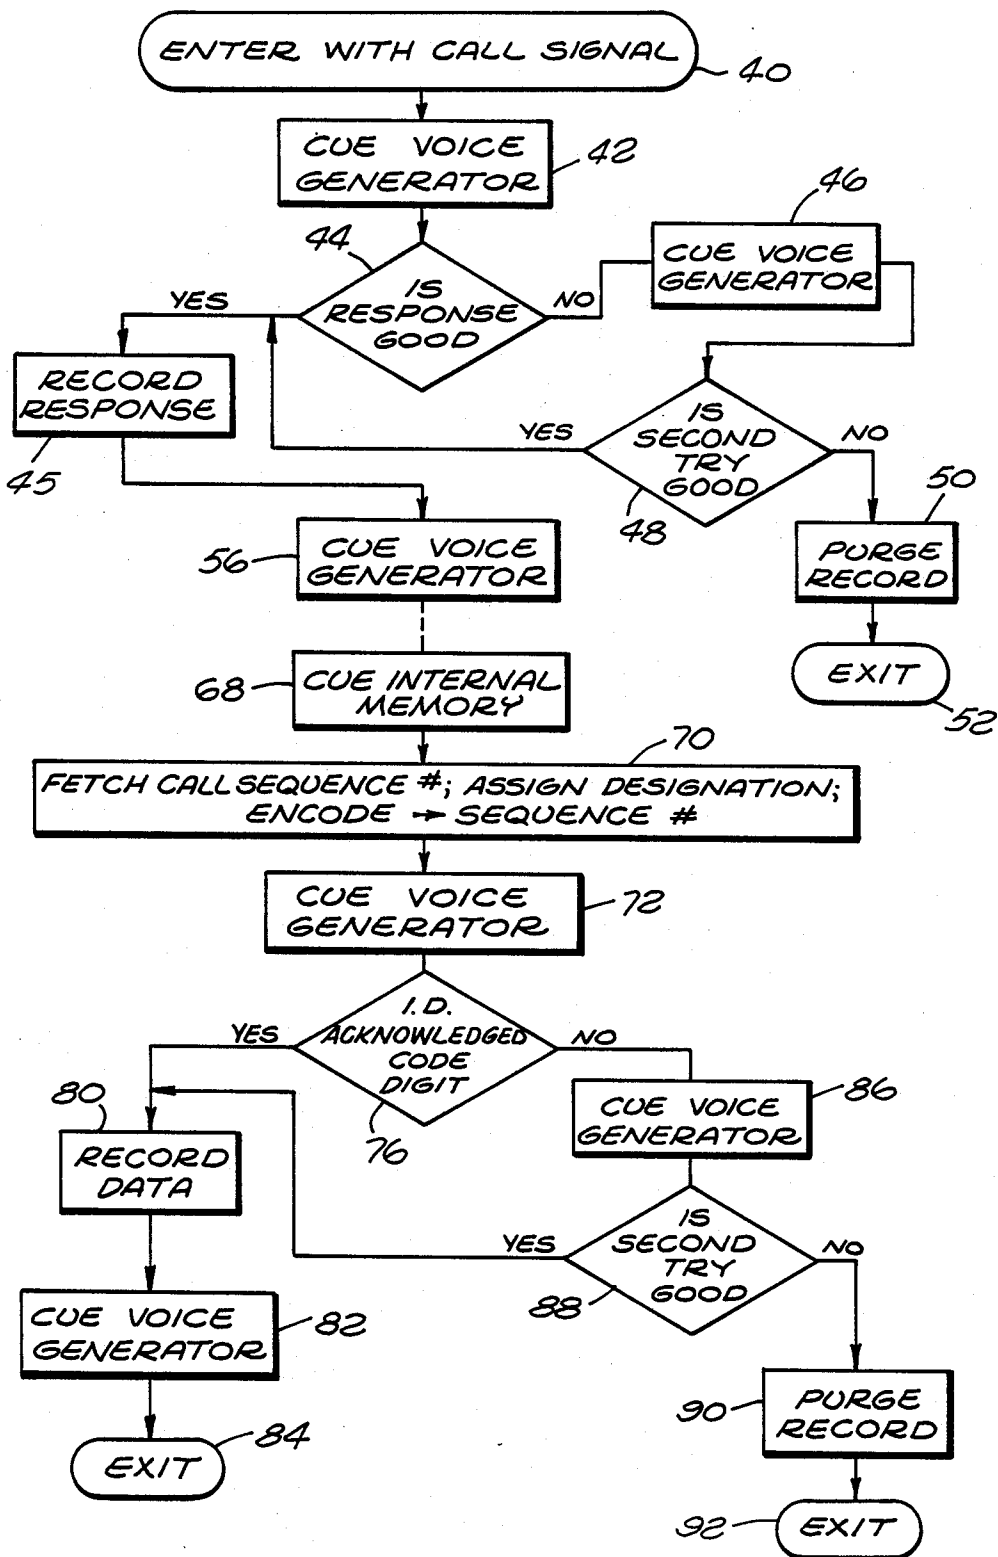 ENTER WITH CALL SIGNAL
40
CUE VOICE
GENERATOR
42
46
44
CUE VOICE
GENERATOR
IS
RESPONSE
GOOD
YES
NO
RECORD
RESPONSE
45
IS
SECOND
TRY
GOOD
YES
NO
48
50
CUE VOICE
GENERATOR
56
PURGE
RECORD
CUE INTERNAL
MEMORY
68
EXIT
52
70
FETCH CALL SEQUENCE #; ASSIGN DESIGNATION;
ENCODE → SEQUENCE #
CUE VOICE
GENERATOR
72
I.D.
ACKNOWLEDGED
CODE
DIGIT
YES
NO
76
80
CUE VOICE
GENERATOR
86
RECORD
DATA
IS
SECOND
TRY
GOOD
YES
NO
88
CUE VOICE
GENERATOR
82
PURGE
RECORD
90
EXIT
84
EXIT
92